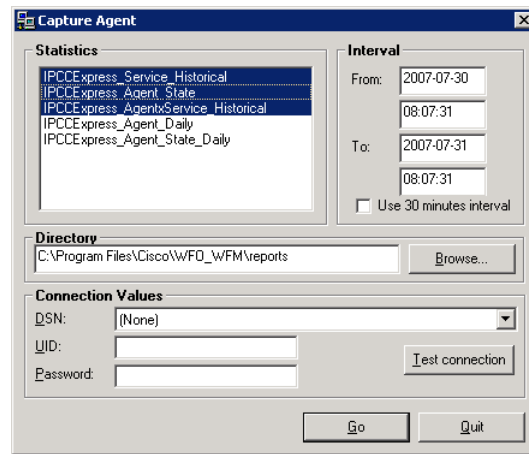 Capture Agent
Statistics
IPCCExpress_Service_Historical
IPCCExpress_Agent_State
IPCCExpress_AgentxService_Historical
IPCCExpress_Agent_Daily
IPCCExpress_Agent_State_Daily
Interval
From: 2007-07-30
08:07:31
To: 2007-07-31
08:07:31
Use 30 minutes interval
Directory
C:\Program Files\Cisco\WFO_WFM\reports
Browse...
Connection Values
DSN: (None)
UID:
Password:
Test connection
Go Quit